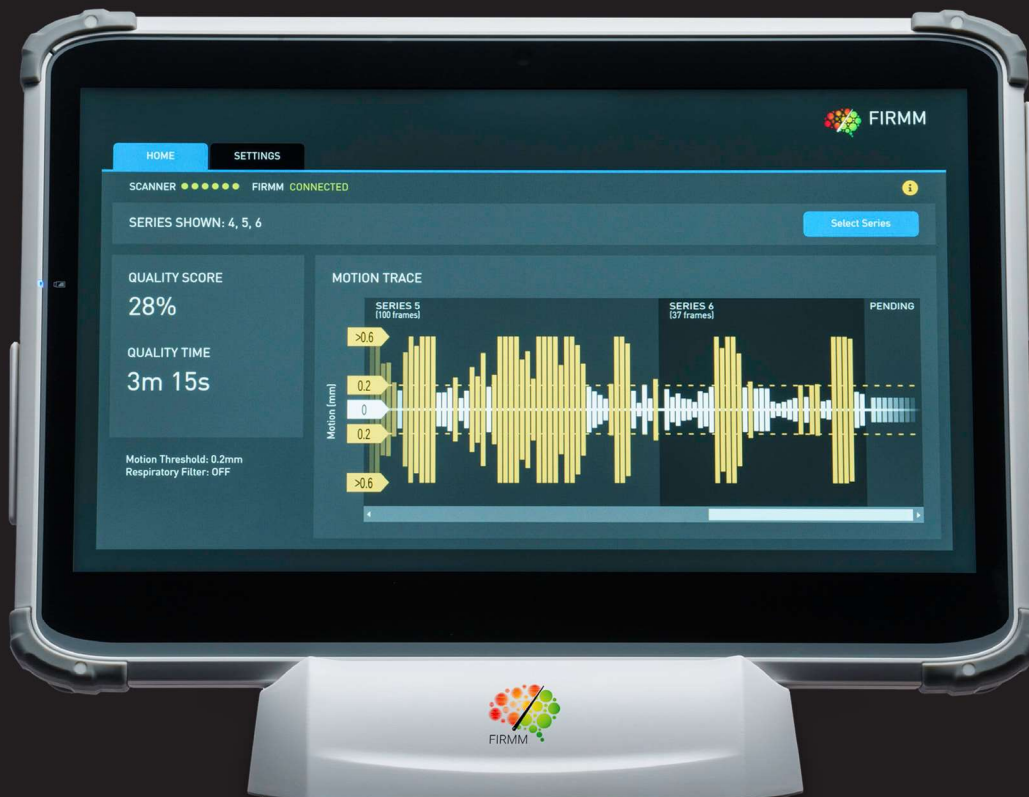 FIRMM
HOME
SETTINGS
SCANNER
FIRMM CONNECTED
i
SERIES SHOWN: 4, 5, 6
Select Series
QUALITY SCORE
28%
QUALITY TIME
3m 15s
Motion Threshold: 0.2mm
Respiratory Filter: OFF
MOTION TRACE
SERIES 5
(100 frames)
SERIES 6
(37 frames)
PENDING
Motion (mm)
>0.6
0.2
0
0.2
>0.6
FIRMM